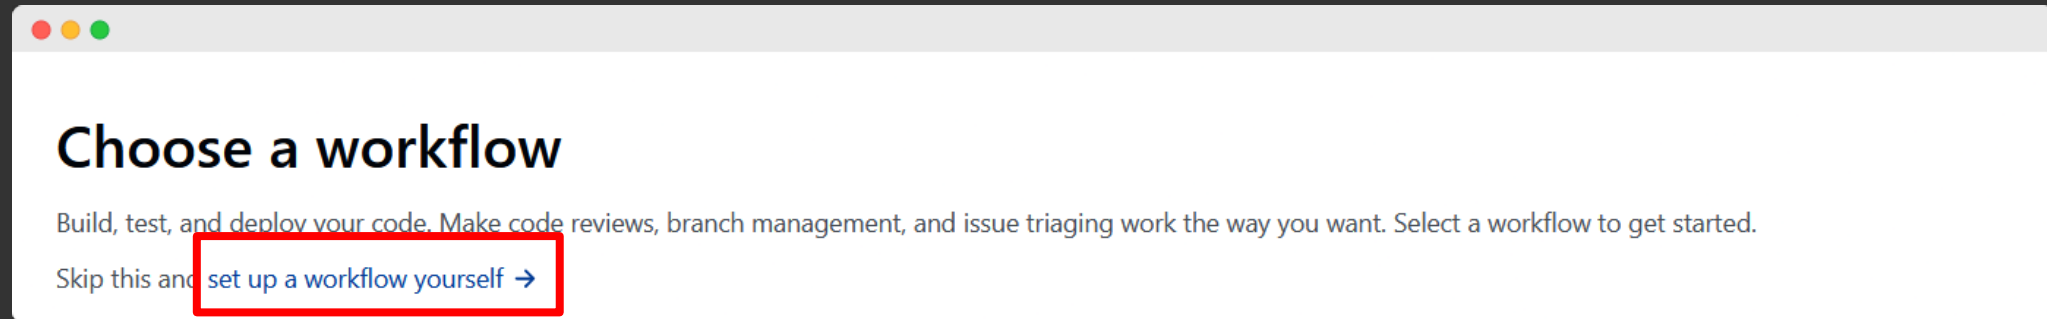 Choose a workflow
Build, test, and deploy your code. Make code reviews, branch management, and issue triaging work the way you want. Select a workflow to get started.
Skip this and set up a workflow yourself →